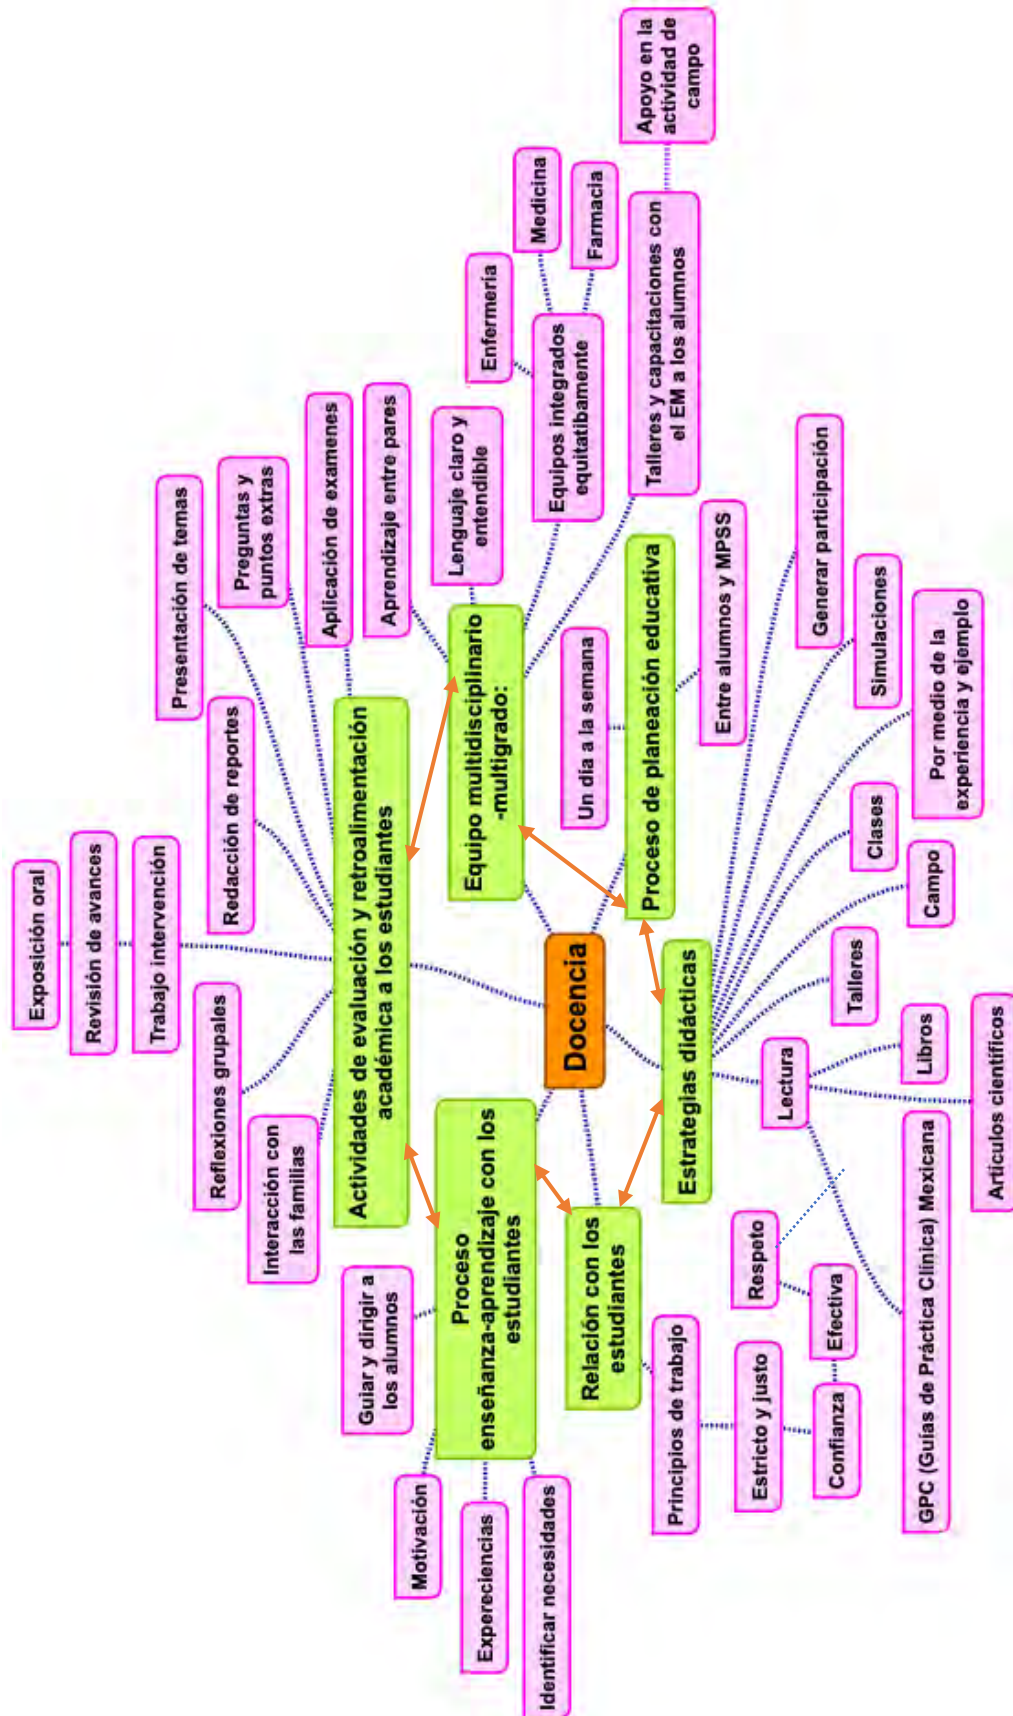 Exposición oral
Revisión de avances
Trabajo intervención
Presentación de temas
Redacción de reportes
Preguntas y
puntos extras
Reflexiones grupales
Interacción con
las familias
Aplicación de examenes
Actividades de evaluación y retroalimentación
académica a los estudiantes
Aprendizaje entre pares
Lenguaje claro y
entendible
Equipo multidisciplinario
-multigrado:
Enfermería
Medicina
Farmacia
Equipos integrados
equitatibamente
Talleres y capacitaciones con
el EM a los alumnos
Apoyo en la
actividad de
campo
Guiar y dirigir a
los alumnos
Proceso
enseñanza-aprendizaje con los
estudiantes
Motivación
Expereciencias
Identificar necesidades
Docencia
Un día a la semana
Proceso de planeación educativa
Entre alumnos y MPSS
Relación con los
estudiantes
Principios de trabajo
Estricto y justo
Confianza
Efectiva
Respeto
Estrategias didácticas
Lectura
GPC (Guías de Práctica Clínica) Mexicana
Artículos científicos
Libros
Talleres
Campo
Clases
Por medio de la
experiencia y ejemplo
Simulaciones
Generar participación